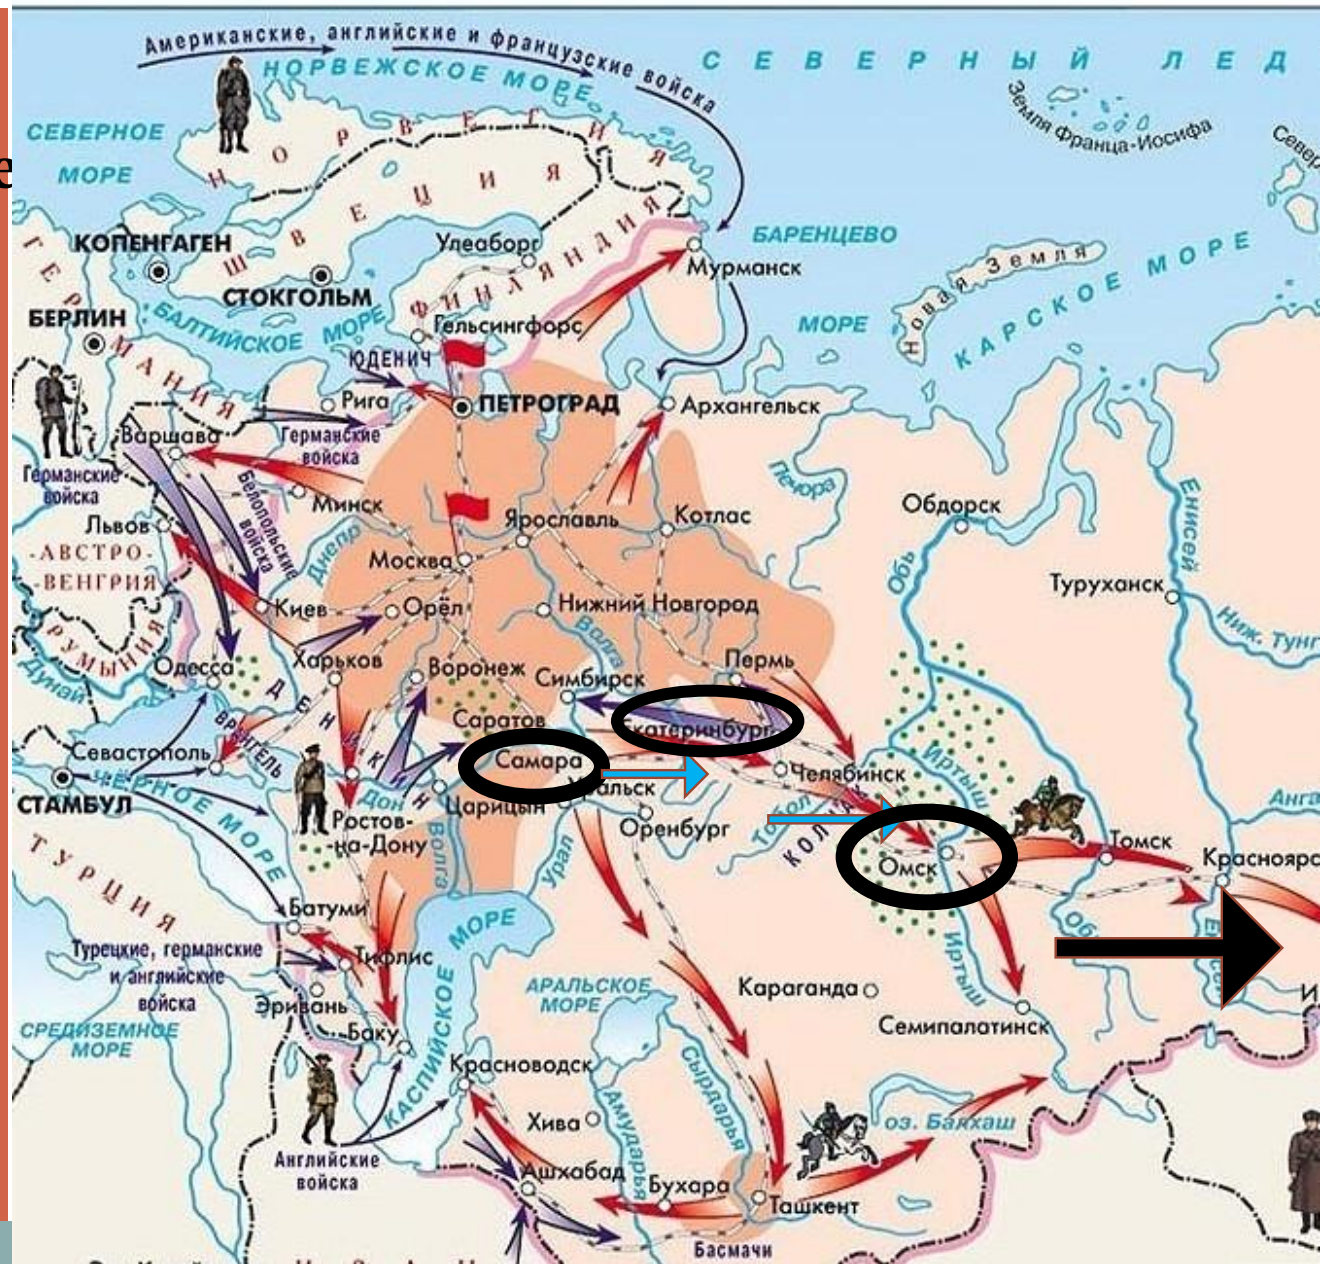 Американские, английские и французские войска
НОРВЕЖСКОЕ МОРЕ
СЕВЕРНЫЙ ЛЕД
Земля Франца-Иосифа
Север
СЕВЕРНОЕ
МОРЕ
е
НОРВЕГИЯ
ШВЕЦИЯ
ФИНЛЯНДИЯ
КОПЕНГАГЕН
СТОКГОЛЬМ
Улеаборг
Мурманск
БАРЕНЦЕВО
МОРЕ
Новая Земля
КАРСКОЕ МОРЕ
БЕРЛИН
ГЕРМАНИЯ
БАЛТИЙСКОЕ МОРЕ
Гельсингфорс
ЮДЕНИЧ
Рига
ПЕТРОГРАД
Архангельск
Варшава
Германские
войска
Германские
войска
Белопольские
войска
Минск
Львов
Днепр
Ярославль
Котлас
Печора
Обдорск
Обь
Енисей
Туруханск
Ниж. Тунг
-АВСТРО-
-ВЕНГРИЯ
Москва
Киев
Орёл
Нижний Новгород
Волга
РУМЫНИЯ
Дунай
Одесса
Харьков
Воронеж
Симбирск
Пермь
ДЕНИКИН
ВРАНГЕЛЬ
Саратов
Екатеринбург
Севастополь
Самара
Челябинск
Иртыш
СТАМБУЛ
ЧЁРНОЕ МОРЕ
Дон
Царицын
Уральск
Тобол
КОЛЧАК
Анга
Ростов-
-на-Дону
Волга
Оренбург
Урал
Омск
Томск
Красноярс
ТУРЦИЯ
Батуми
МОРЕ
Об
Турецкие, германские
и английские
войска
Тифлис
Эривань
Баку
КАСПИЙСКОЕ
АРАЛЬСКОЕ
МОРЕ
Караганда
Иртыш
Семипалатинск
И
СРЕДИЗЕМНОЕ
МОРЕ
Красноводск
Сырдарья
Хива
Амударья
оз. Балхаш
Английские
войска
Ашхабад
Бухара
Ташкент
Басмачи